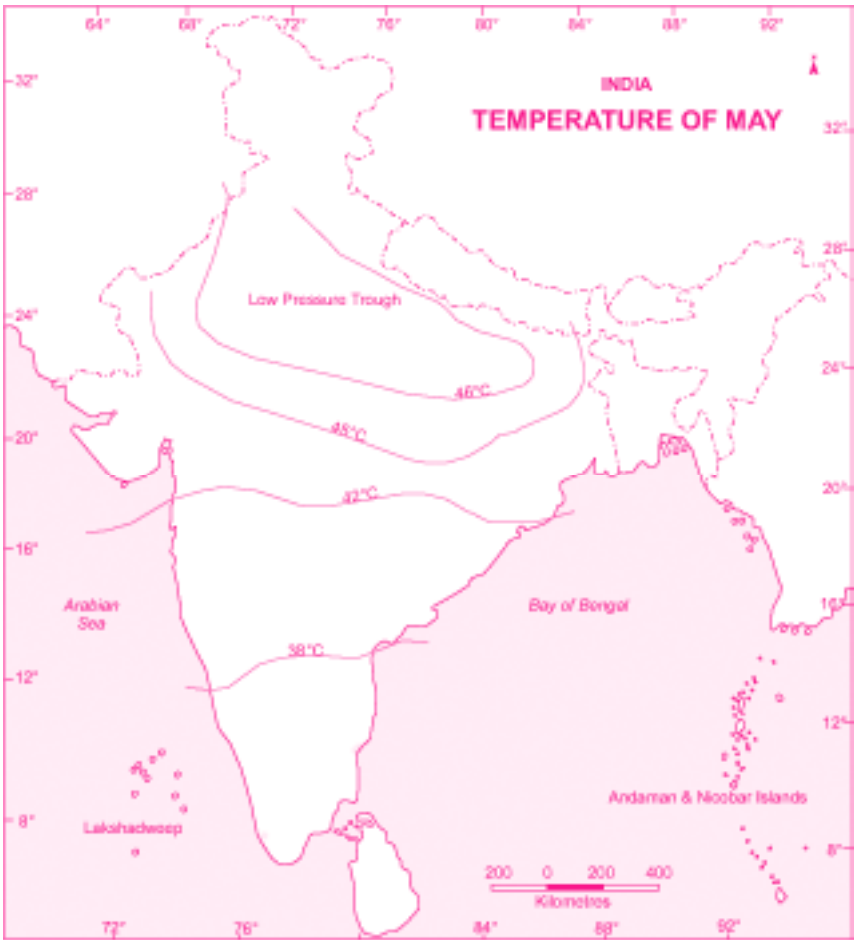 64° 68° 72° 76° 80° 84° 88° 92°
INDIA
TEMPERATURE OF MAY
32° 32°
28° 28°
Low Pressure Trough
24° 24°
46°C
45°C
20° 20°
42°C
16° 16°
Arabian
Sea
Bay of Bengal
38°C
12° 12°
Andaman & Nicobar Islands
Lakshadweep
8° 8°
200 0 200 400
Kilometres
72° 76° 84° 88° 92°